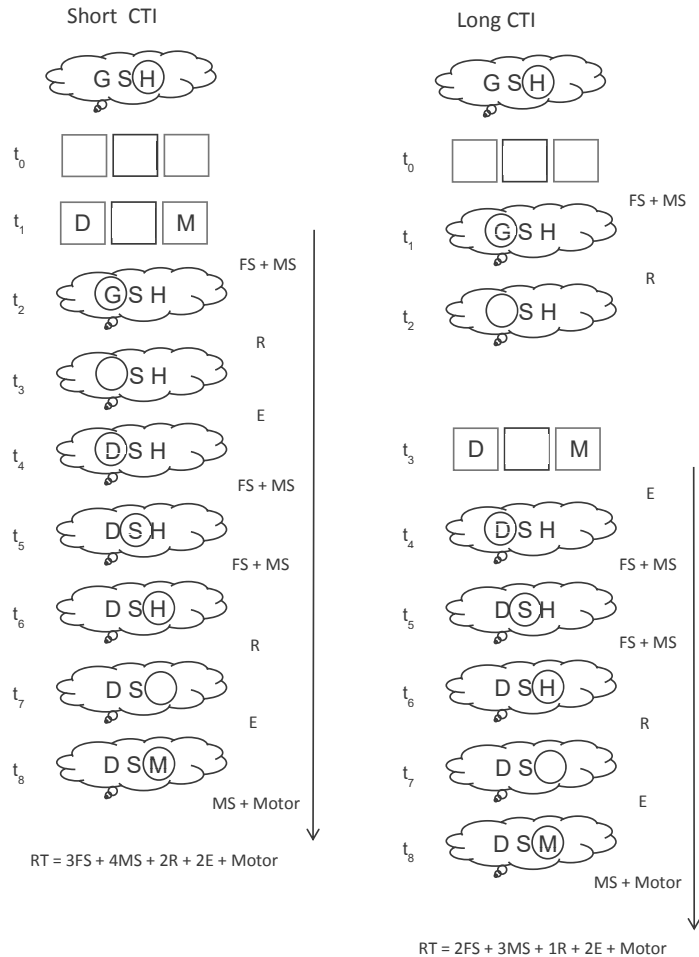 Short CTI
G S H
t0
t1
D M
FS + MS
t2
G S H
R
t3
S H
E
t4
D S H
FS + MS
t5
D S H
FS + MS
t6
D S H
R
t7
D S
E
t8
D S M
MS + Motor
RT = 3FS + 4MS + 2R + 2E + Motor
Long CTI
G S H
t0
FS + MS
t1
G S H
R
t2
S H
t3
D M
E
t4
D S H
FS + MS
t5
D S H
FS + MS
t6
D S H
R
t7
D S
E
t8
D S M
MS + Motor
RT = 2FS + 3MS + 1R + 2E + Motor